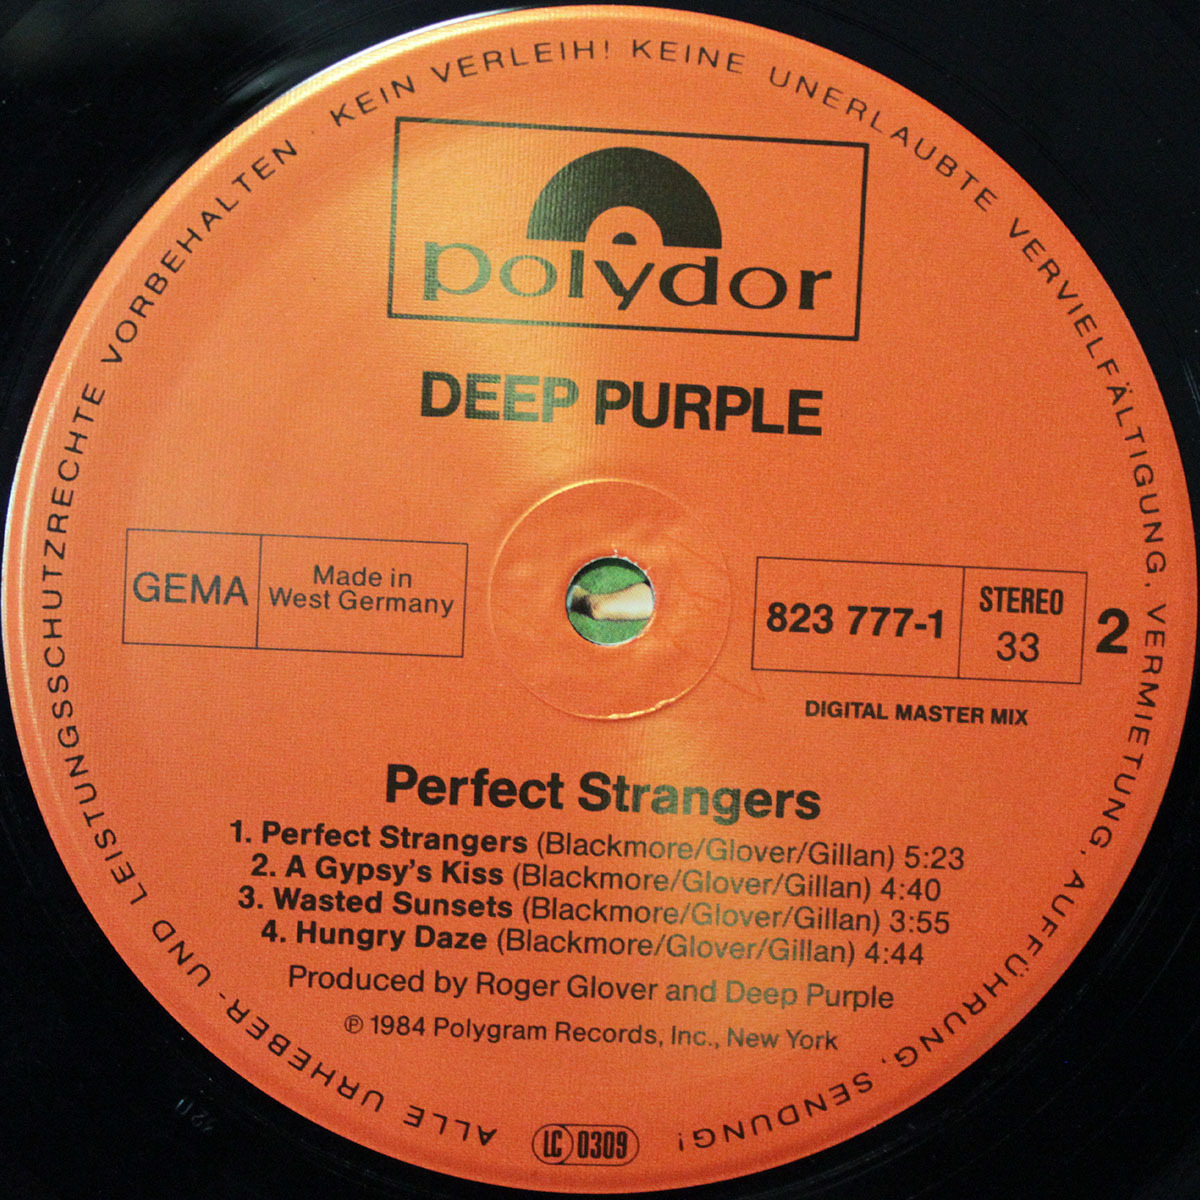 ALLE URHEBER- UND LEISTUNGSSCHUTZRECHTE VORBEHALTEN KEIN VERLEIH! KEINE UNERLAUBTE VERVIELFÄLTIGUNG, VERMIETUNG, AUFFÜHRUNG, SENDUNG!
polydor
DEEP PURPLE
GEMA
Made in
West Germany
823 777-1
STEREO
33
2
DIGITAL MASTER MIX
Perfect Strangers
1. Perfect Strangers (Blackmore/Glover/Gillan) 5:23
2. A Gypsy's Kiss (Blackmore/Glover/Gillan) 4:40
3. Wasted Sunsets (Blackmore/Glover/Gillan) 3:55
4. Hungry Daze (Blackmore/Glover/Gillan) 4:44
Produced by Roger Glover and Deep Purple
℗ 1984 Polygram Records, Inc., New York
LC 0309